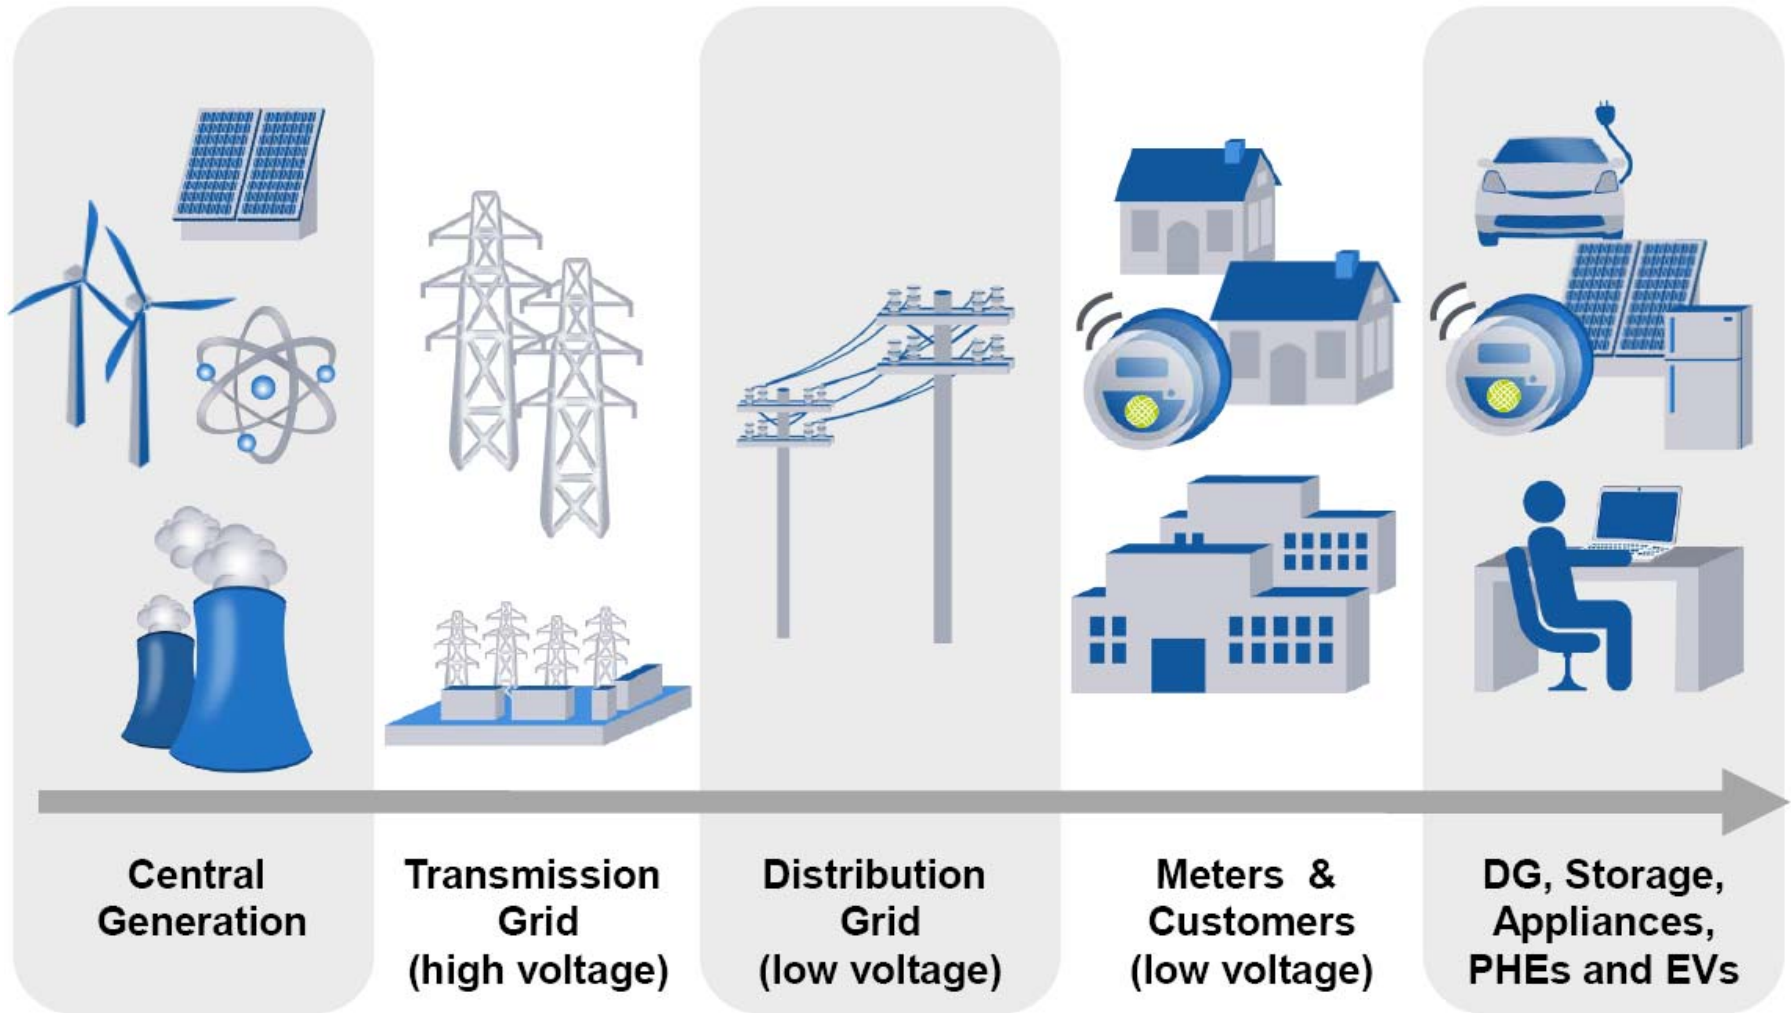 Central
Generation
Transmission
Grid
(high voltage)
Distribution
Grid
(low voltage)
Meters & 
Customers
(low voltage)
DG, Storage,
Appliances,
PHEs and EVs